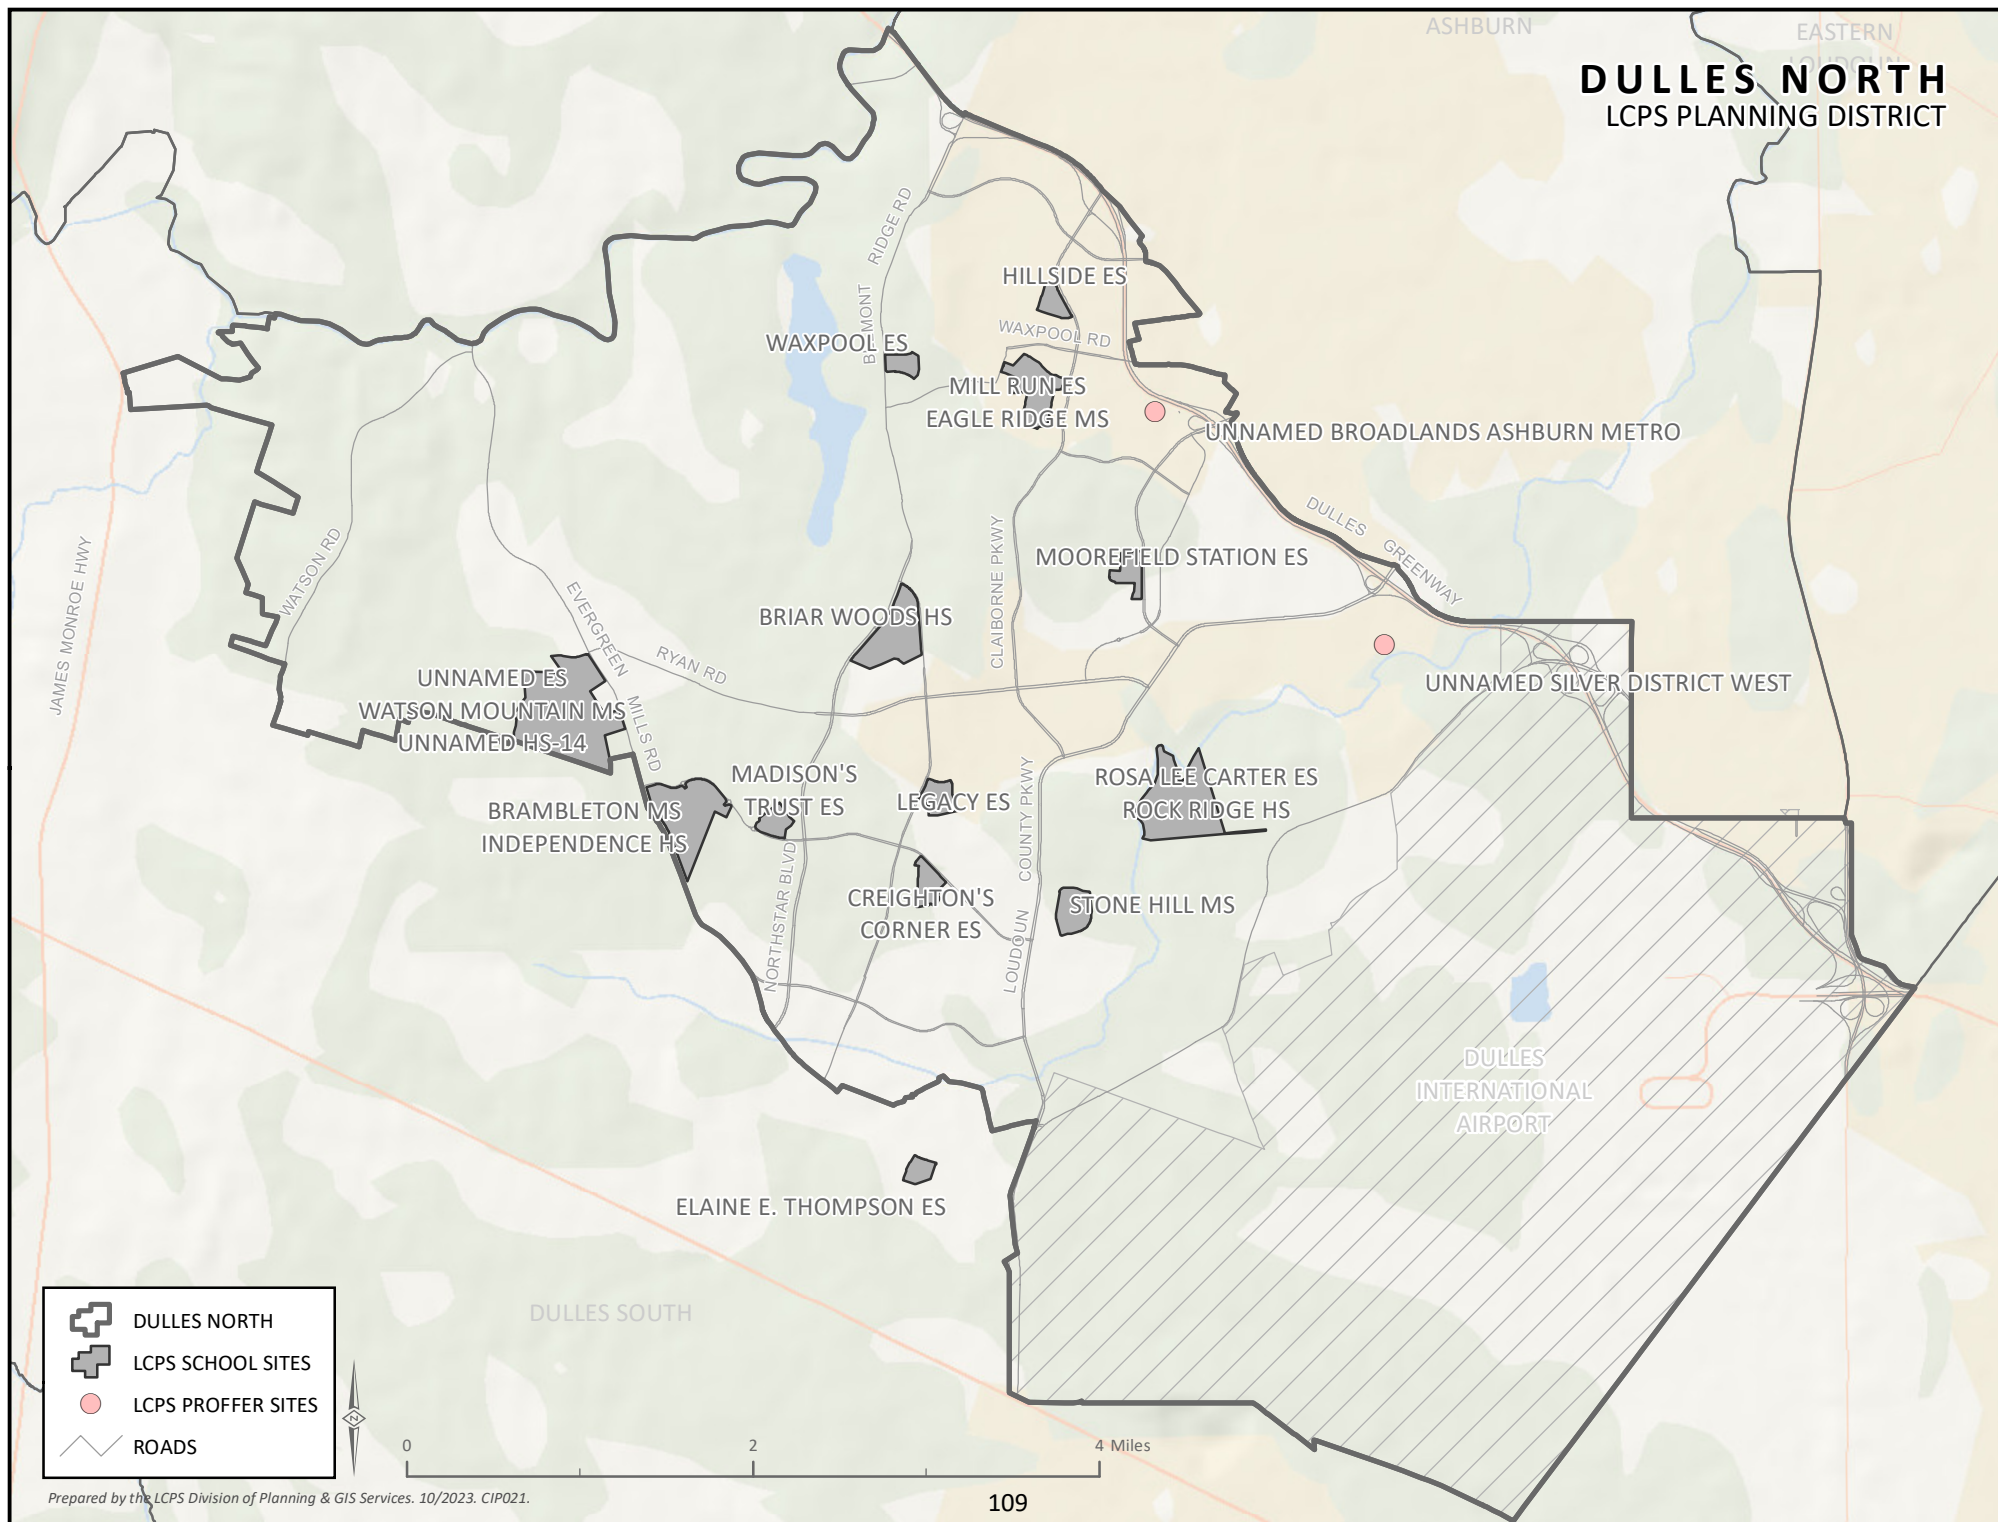 ASHBURN
EASTERN
LOUDOUN
DULLES NORTH
LCPS PLANNING DISTRICT
RIDGE RD
HILLSIDE ES
WAXPOOL RD
WAXPOOL ES
MILL RUN ES
EAGLE RIDGE MS
UNNAMED BROADLANDS ASHBURN METRO
DULLES GREENWAY
JAMES MONROE HWY
WATSON RD
EVERGREEN MILLS RD
CLAIBORNE PKWY
MOOREFIELD STATION ES
BRIAR WOODS HS
RYAN RD
UNNAMED ES
WATSON MOUNTAIN MS
UNNAMED HS-14
UNNAMED SILVER DISTRICT WEST
MADISON'S
TRUST ES
LEGACY ES
ROSA LEE CARTER ES
ROCK RIDGE HS
BRAMBLETON MS
INDEPENDENCE HS
NORTHSTAR BLVD
LOUDOUN COUNTY PKWY
CREIGHTON'S
CORNER ES
STONE HILL MS
DULLES
INTERNATIONAL
AIRPORT
ELAINE E. THOMPSON ES
DULLES SOUTH
DULLES NORTH
LCPS SCHOOL SITES
LCPS PROFFER SITES
ROADS
N
0 2 4 Miles
Prepared by the LCPS Division of Planning & GIS Services. 10/2023. CIP021.
109